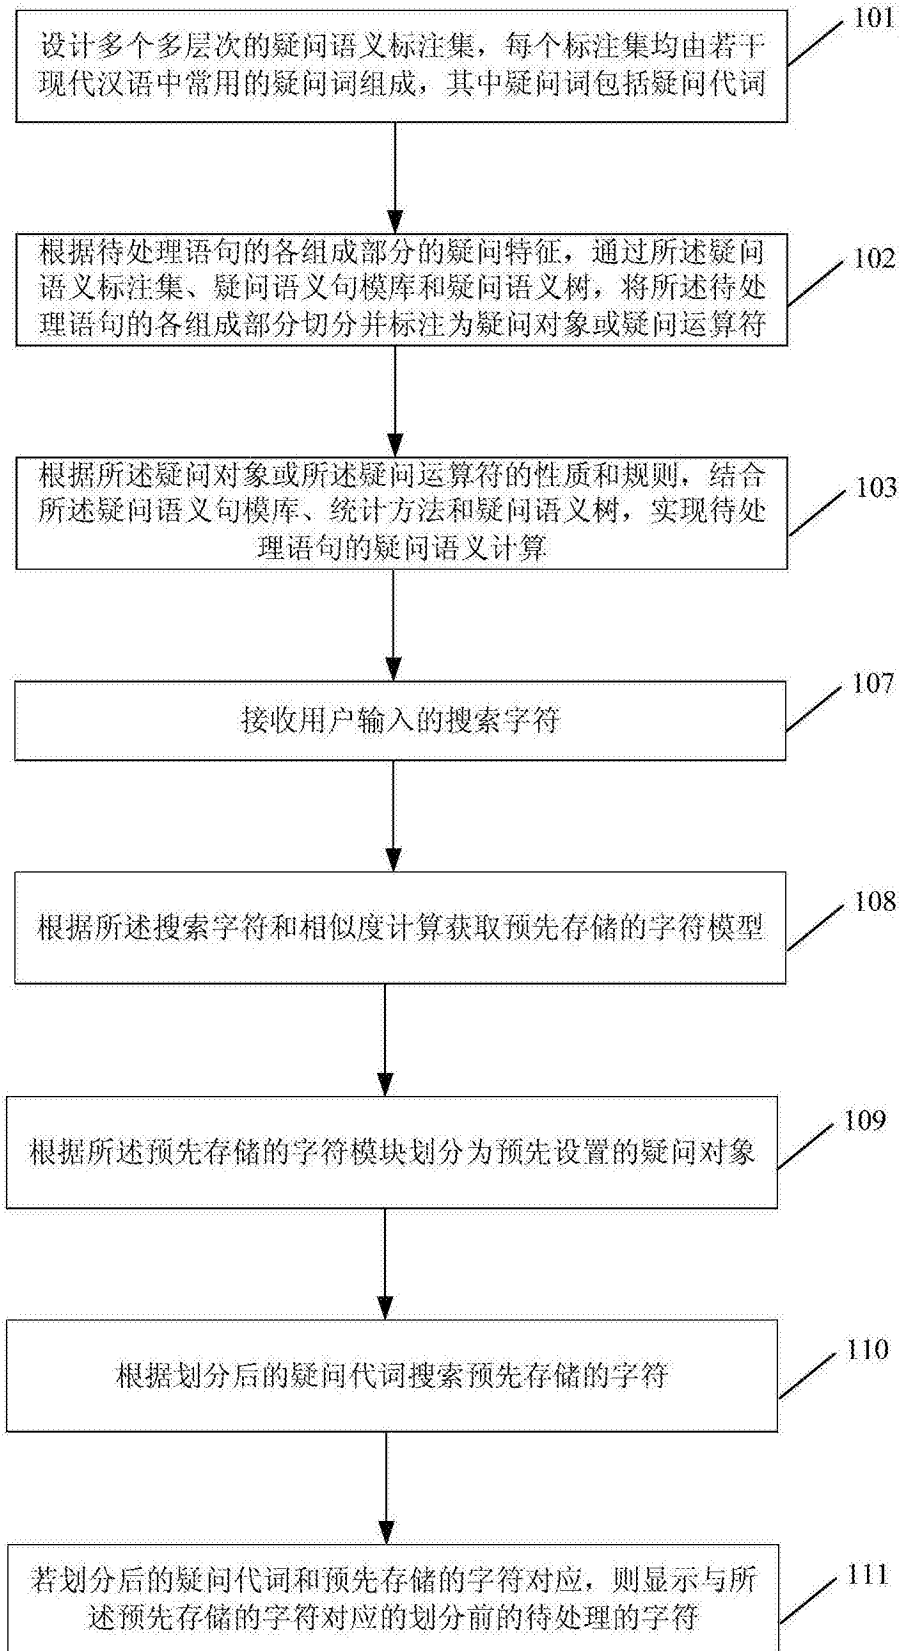 设计多个多层次的疑问语义标注集，每个标注集均由若干
现代汉语中常用的疑问词组成，其中疑问词包括疑问代词
101
根据待处理语句的各组成部分的疑问特征，通过所述疑问
语义标注集、疑问语义句模库和疑问语义树，将所述待处
理语句的各组成部分切分并标注为疑问对象或疑问运算符
102
根据所述疑问对象或所述疑问运算符的性质和规则，结合
所述疑问语义句模库、统计方法和疑问语义树，实现待处
理语句的疑问语义计算
103
接收用户输入的搜索字符
107
根据所述搜索字符和相似度计算获取预先存储的字符模型
108
根据所述预先存储的字符模块划分为预先设置的疑问对象
109
根据划分后的疑问代词搜索预先存储的字符
110
若划分后的疑问代词和预先存储的字符对应，则显示与所
述预先存储的字符对应的划分前的待处理的字符
111